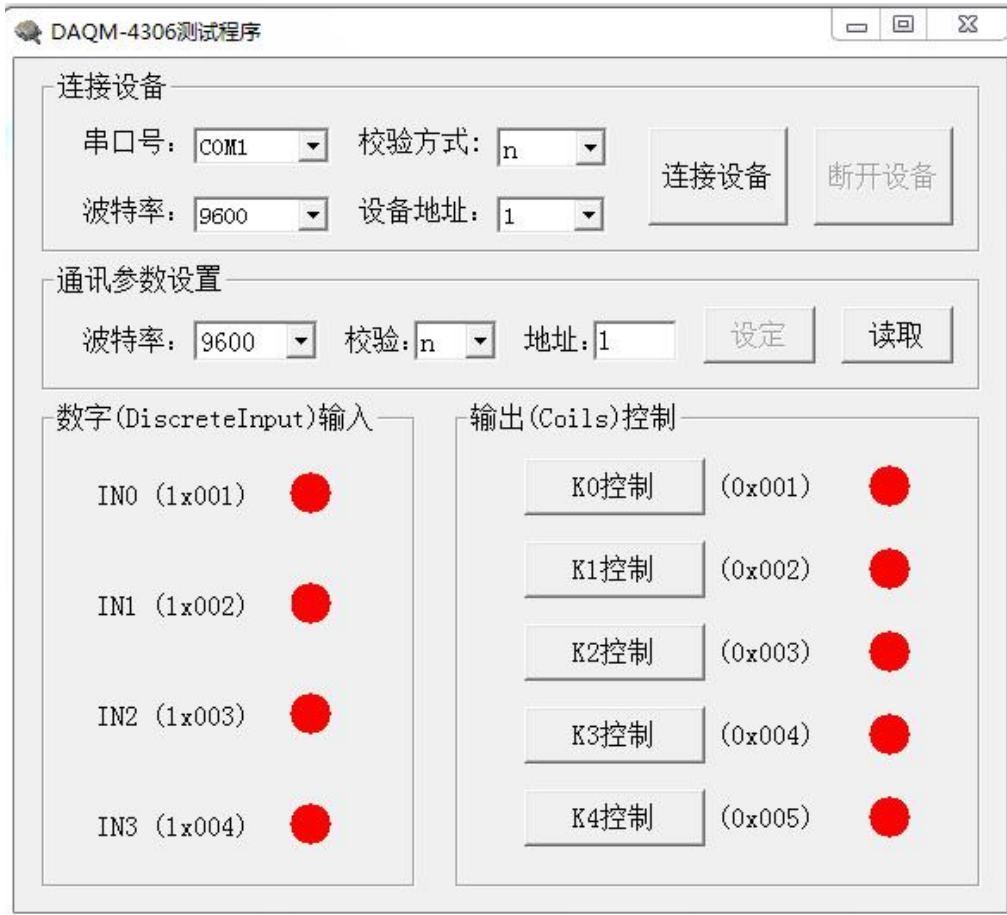 DAQM-4306测试程序
连接设备
串口号: COM1 校验方式: n 连接设备 断开设备
波特率: 9600 设备地址: 1
通讯参数设置
波特率: 9600 校验: n 地址: 1 设定 读取
数字(DiscreteInput)输入
IN0 (1x001)
IN1 (1x002)
IN2 (1x003)
IN3 (1x004)
输出(Coils)控制
K0控制 (0x001)
K1控制 (0x002)
K2控制 (0x003)
K3控制 (0x004)
K4控制 (0x005)